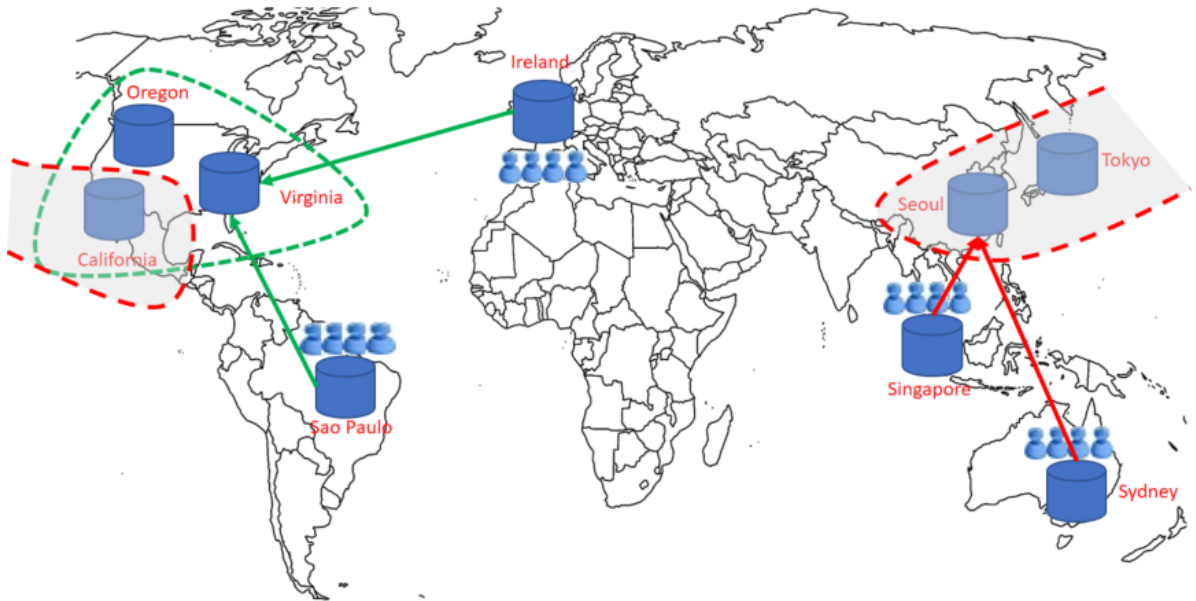 Ireland
Oregon
Virginia
California
Sao Paulo
Tokyo
Seoul
Singapore
Sydney